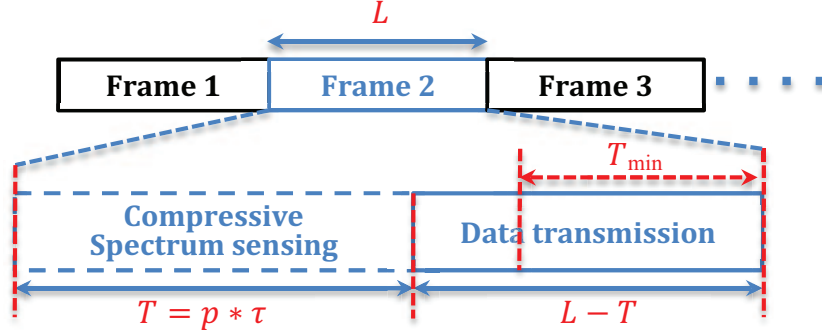 L
Frame 1 Frame 2 Frame 3
T_min
Compressive
Spectrum sensing
Data transmission
T = p * τ
L − T